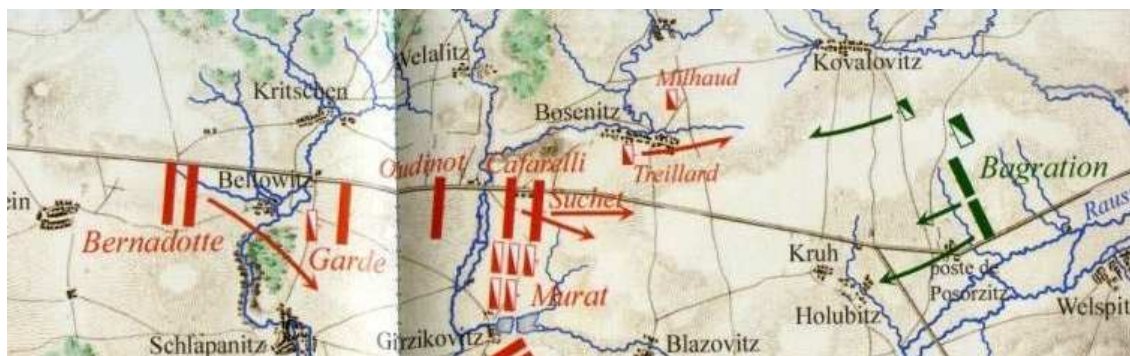 Velalitz
Kovalovitz
Milhaud
Kritschen
Bosenitz
Oudinot
Cafarelli
Treillard
Bagration
Bellowitz
Suchet
ein
Raus
Bernadotte
Garde
Kruh
poste de
Posorzitz
Murat
Welspit
Holubitz
Schlapanitz
Girzikovitz
Blazovitz